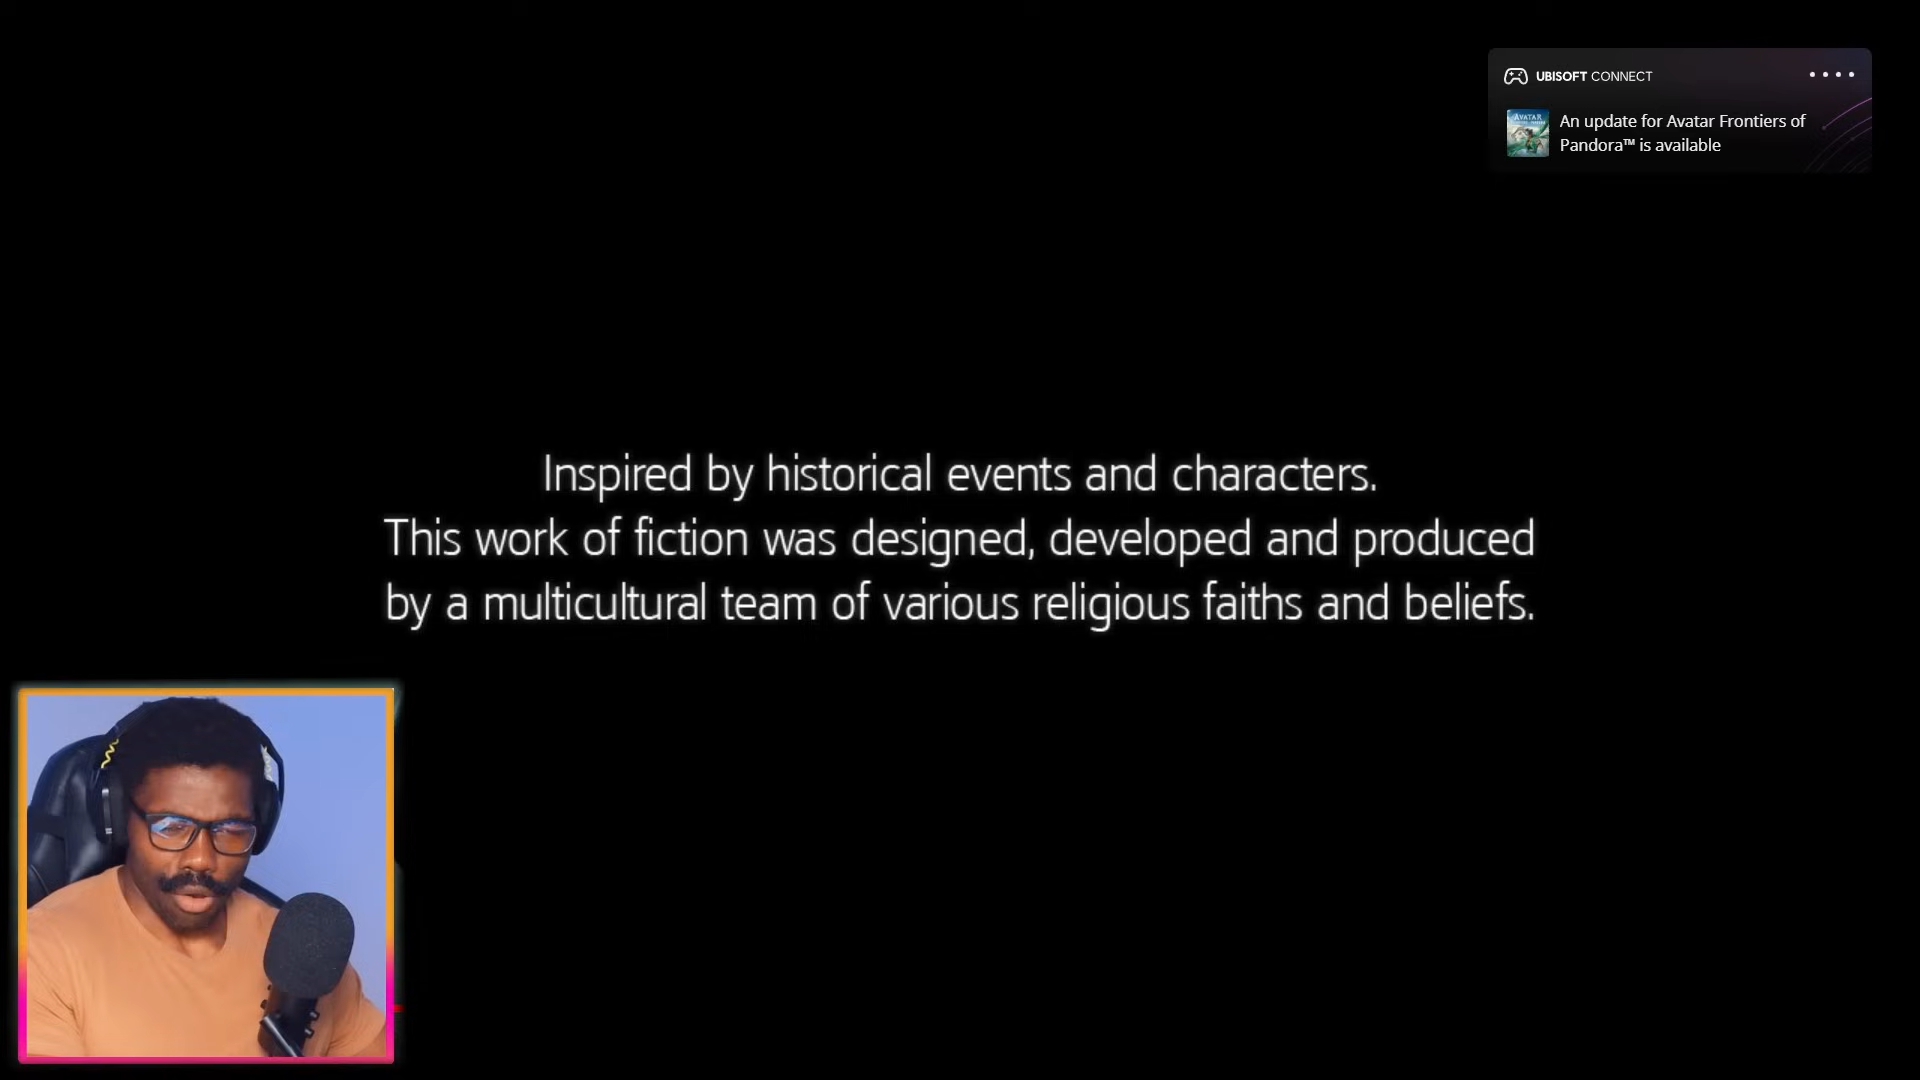 UBISOFT CONNECT
An update for Avatar Frontiers of
Pandora™ is available
Inspired by historical events and characters.
This work of fiction was designed, developed and produced
by a multicultural team of various religious faiths and beliefs.